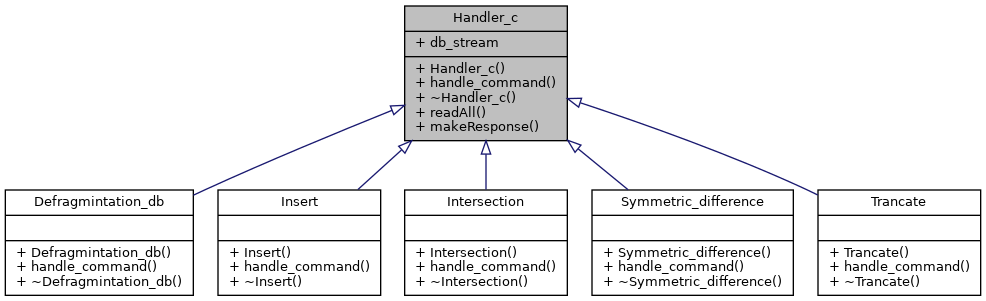 Handler_c
+ db_stream
+ Handler_c()
+ handle_command()
+ ~Handler_c()
+ readAll()
+ makeResponse()
Defragmintation_db
+ Defragmintation_db()
+ handle_command()
+ ~Defragmintation_db()
Insert
+ Insert()
+ handle_command()
+ ~Insert()
Intersection
+ Intersection()
+ handle_command()
+ ~Intersection()
Symmetric_difference
+ Symmetric_difference()
+ handle_command()
+ ~Symmetric_difference()
Trancate
+ Trancate()
+ handle_command()
+ ~Trancate()